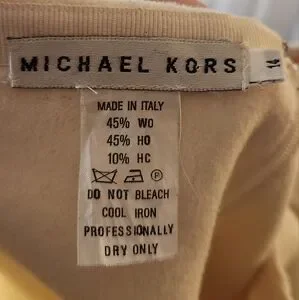 MICHAEL KORS
MADE IN ITALY
45% WO
45% HO
10% HC
P
DO NOT BLEACH
COOL IRON
PROFESSIONALLY
DRY ONLY